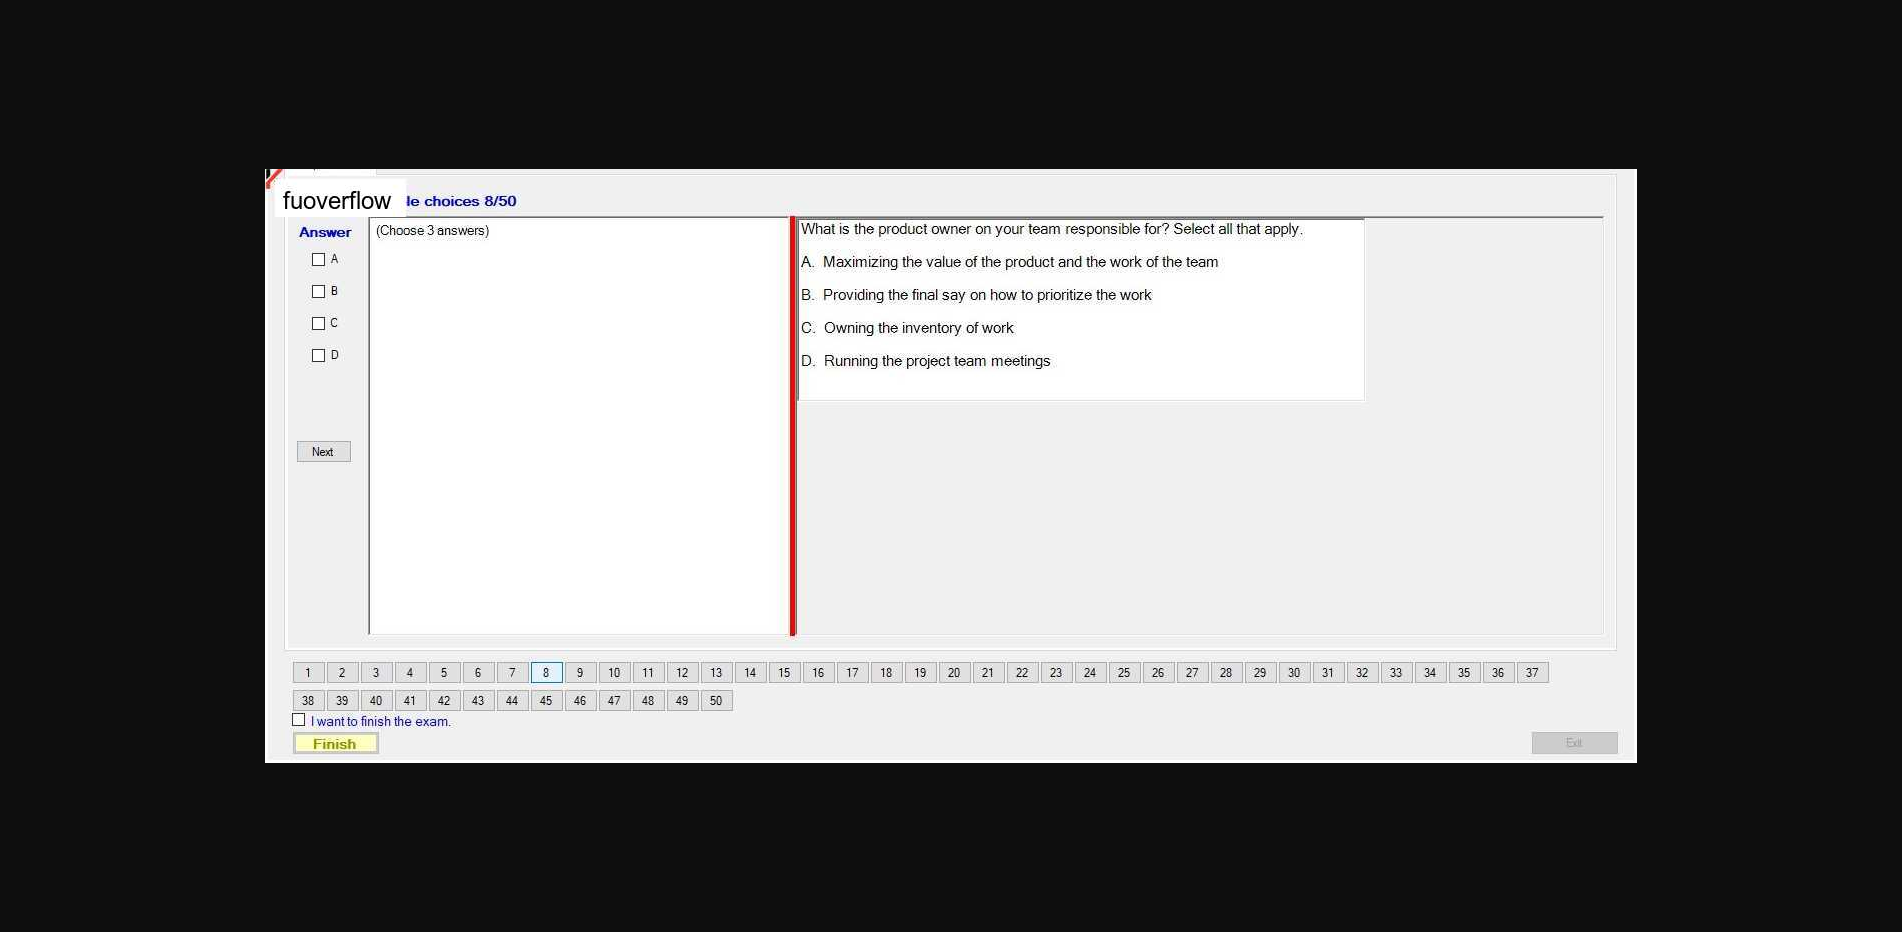 fuoverflow
le choices 8/50
Answer
(Choose 3 answers)
A
B
C
D
Next
What is the product owner on your team responsible for? Select all that apply.
A. Maximizing the value of the product and the work of the team
B. Providing the final say on how to prioritize the work
C. Owning the inventory of work
D. Running the project team meetings
1 2 3 4 5 6 7 8 9 10 11 12 13 14 15 16 17 18 19 20 21 22 23 24 25 26 27 28 29 30 31 32 33 34 35 36 37
38 39 40 41 42 43 44 45 46 47 48 49 50
I want to finish the exam.
Finish
Exit